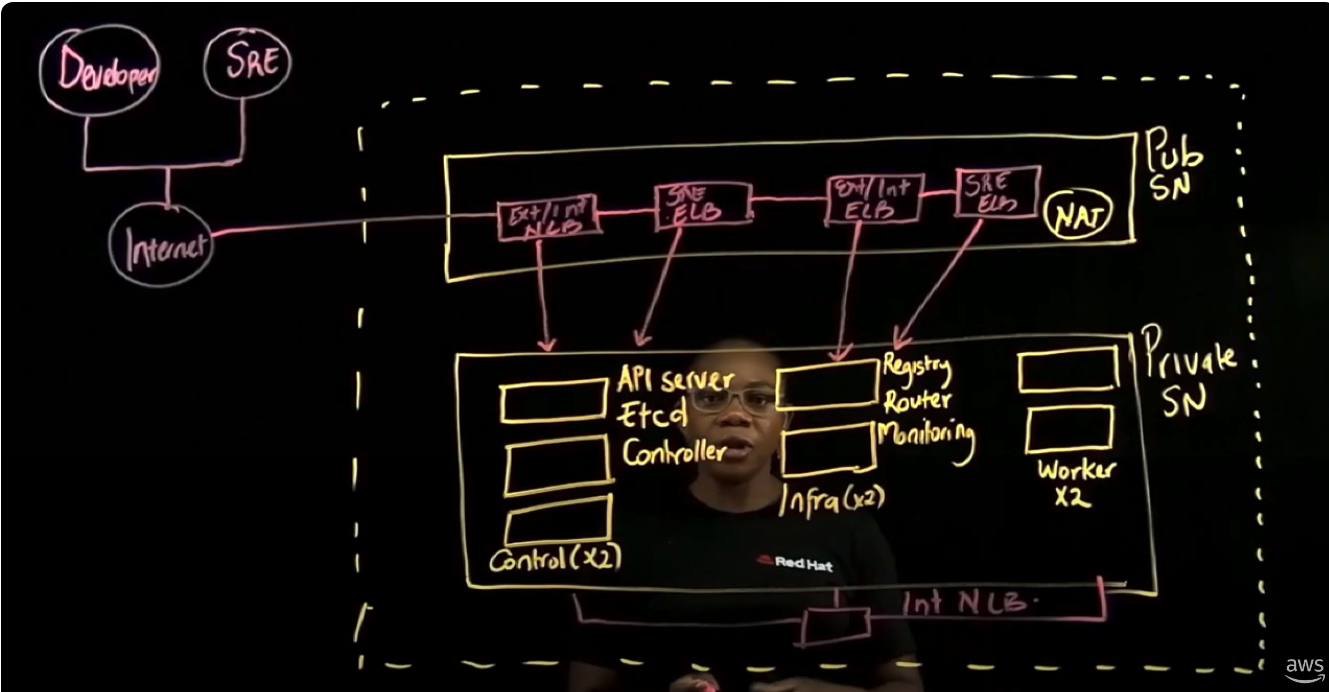 Developer
SRE
Internet
Pub
SN
Ext/Int
NLB
SRE
ELB
Ext/Int
ELB
SRE
ELB
NAT
Private
SN
API server
Etcd
Controller
Control (x2)
Registry
Router
Monitoring
Infra (x2)
Worker
x2
Red Hat
Int NLB.
aws